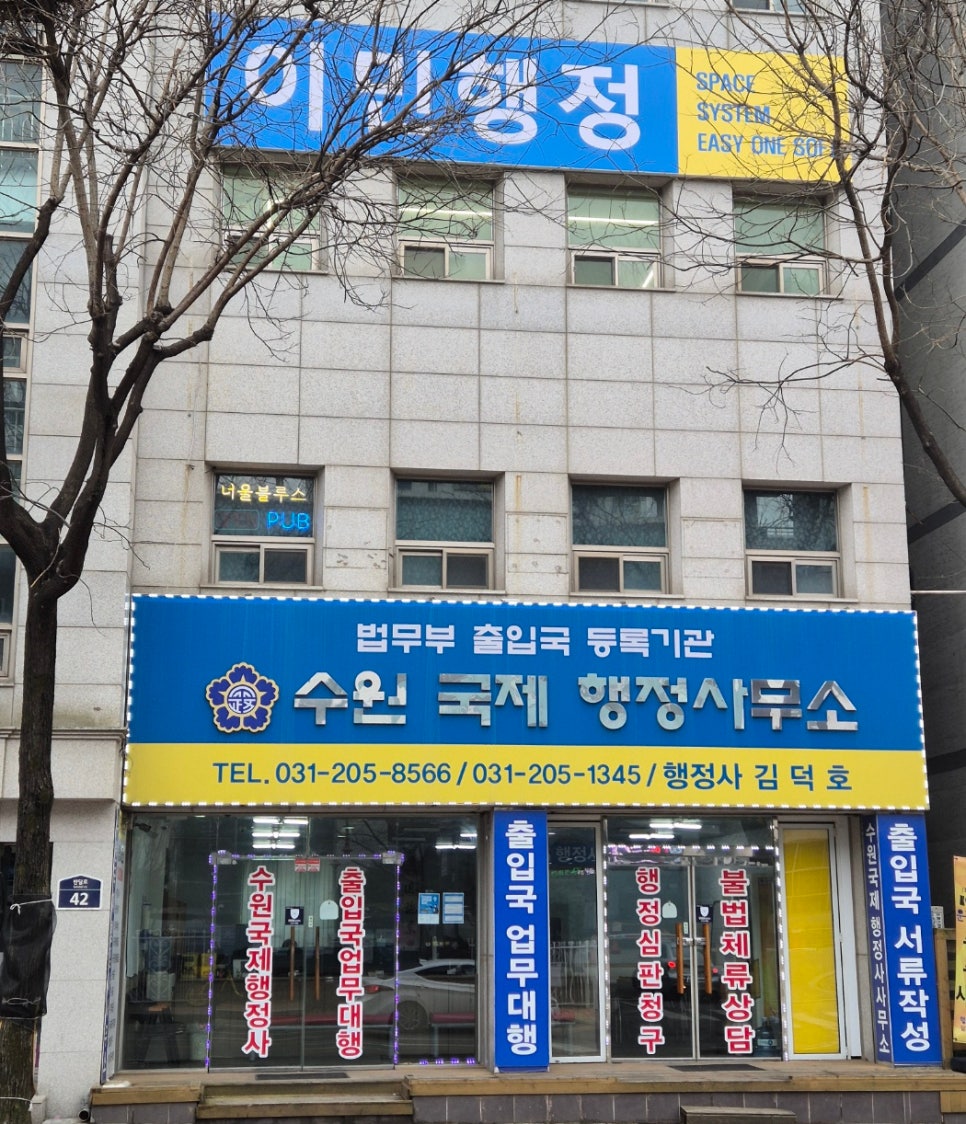 이민행정
SPACE
SYSTEM
EASY ONE
너울블루스
PUB
법무부 출입국 등록기관
수원 국제 행정사무소
TEL. 031-205-8566 / 031-205-1345 / 행정사 김덕호
42
수원국제행정사
출입국업무대행
출입국 업무대행
행정사
행정심판청구
불법체류상담
수원국제 행정사사무소
출입국 서류작성